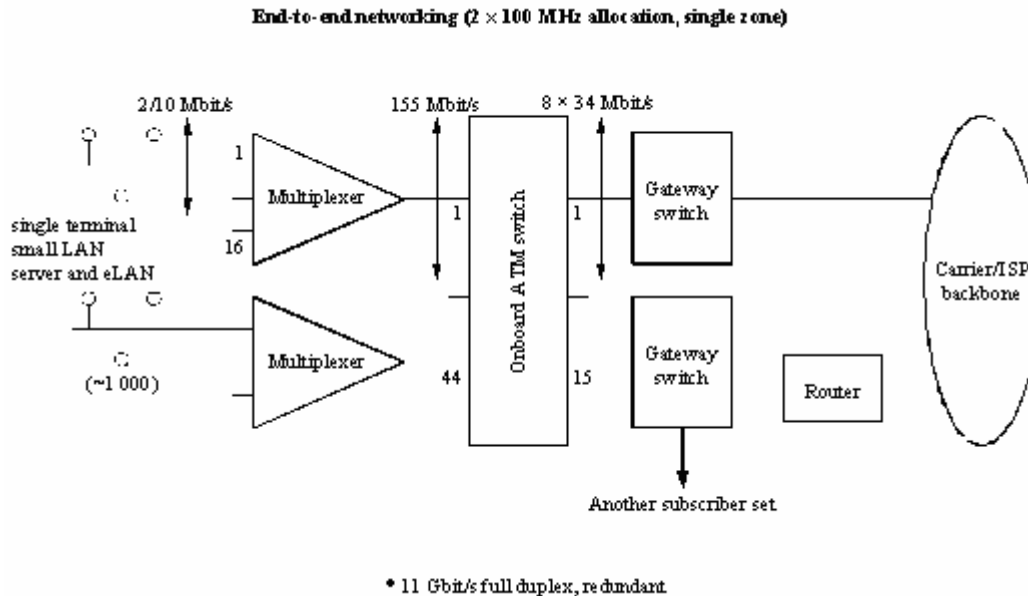 End-to-end networking (2 × 100 MHz allocation, single zone)
2/10 Mbit/s
155 Mbit/s
8 × 34 Mbit/s
1
Multiplexer
16
single terminal
small LAN
server and eLAN
1
Onboard ATM switch
1
Gateway
switch
Carrier/ISP
backbone
Multiplexer
(~1 000)
44
15
Gateway
switch
Router
Another subscriber set
• 11 Gbit/s full duplex, redundant